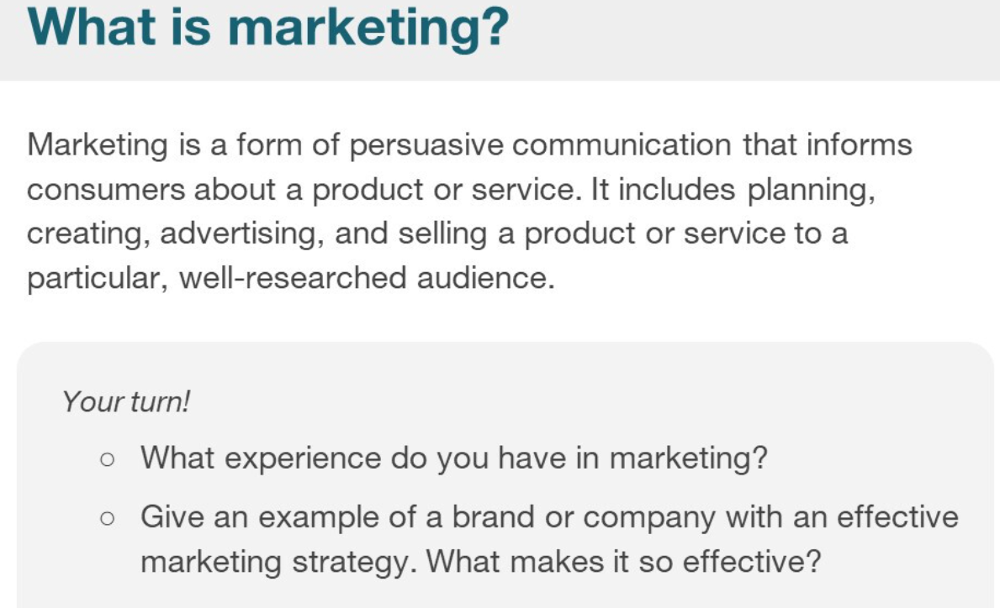 What is marketing?
Marketing is a form of persuasive communication that informs
consumers about a product or service. It includes planning,
creating, advertising, and selling a product or service to a
particular, well-researched audience.
Your turn!
○ What experience do you have in marketing?
○ Give an example of a brand or company with an effective
marketing strategy. What makes it so effective?